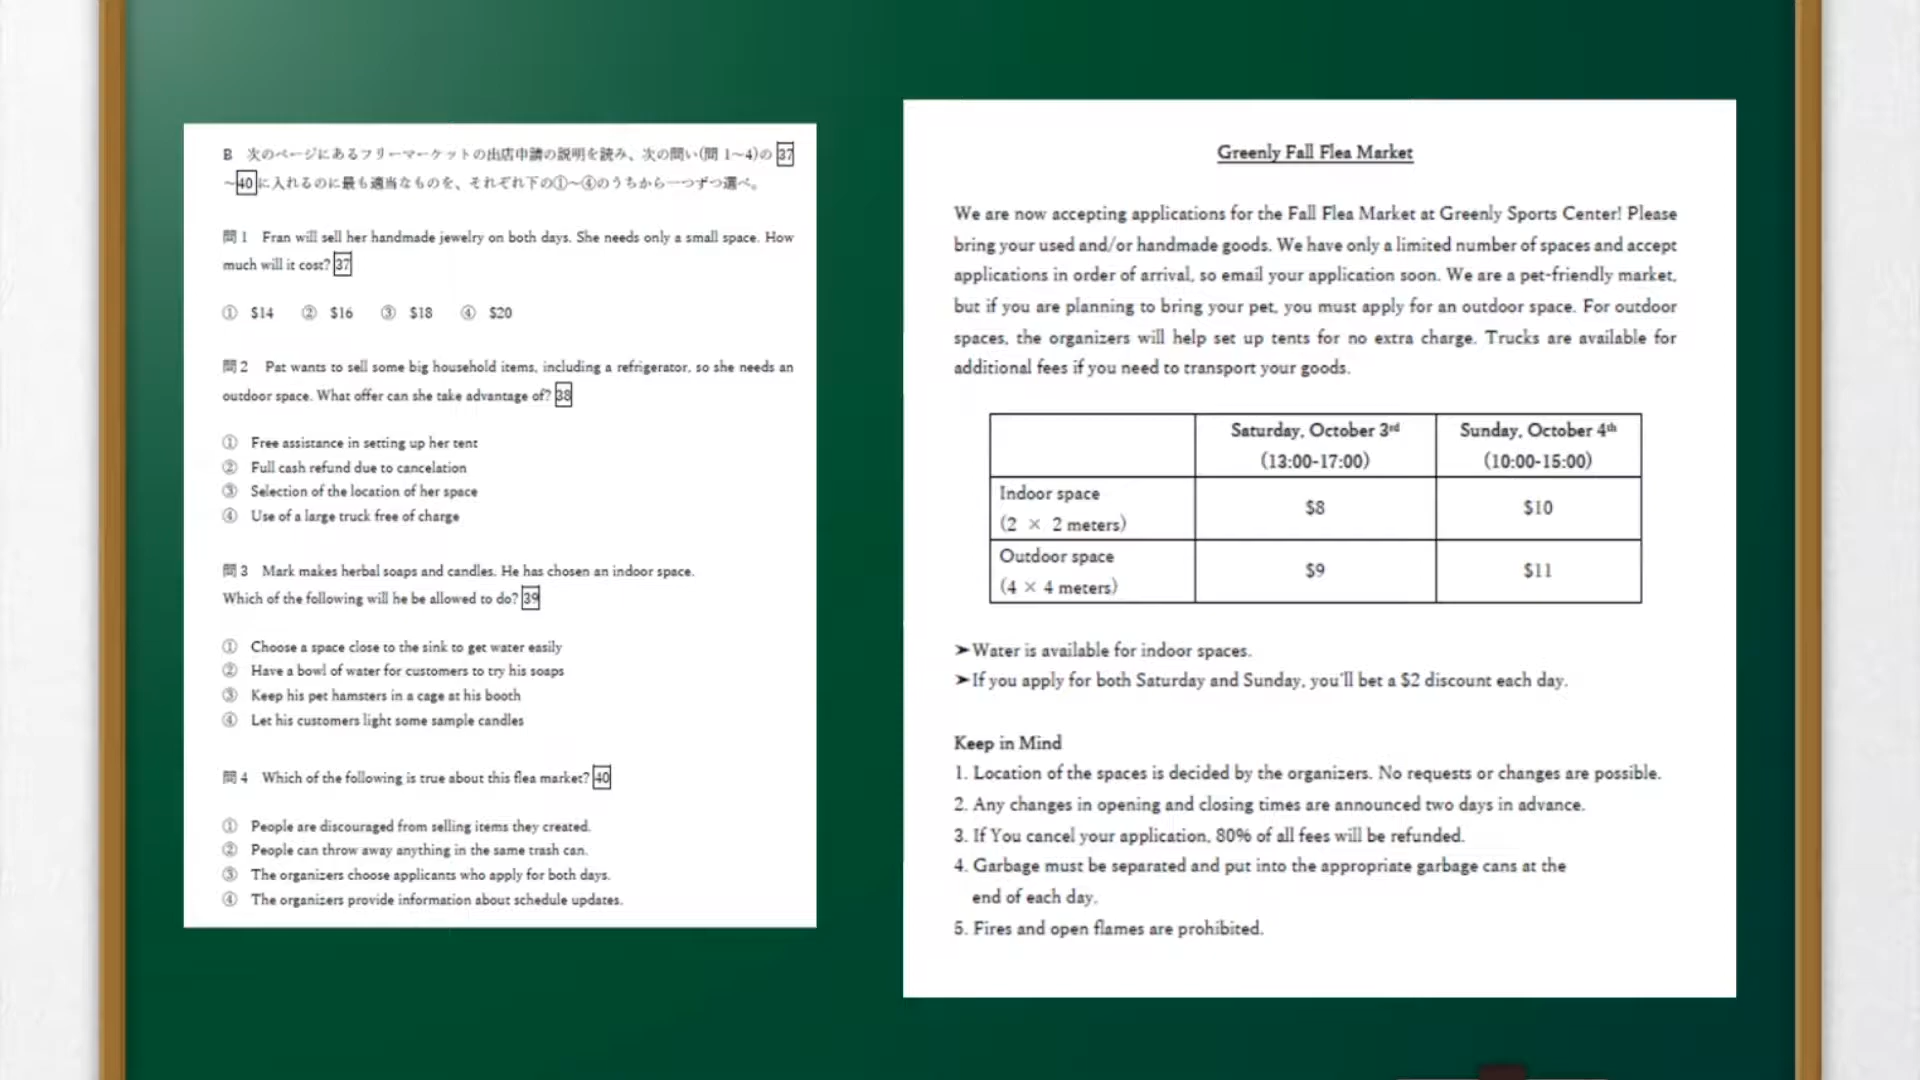 B 次のページにあるフリーマーケットの出店申請の説明を読み、次の問い(問 1～4)の 37
～40に入れるのに最も適当なものを、それぞれ下の①～④のうちから一つずつ選べ。
問 1 Fran will sell her handmade jewelry on both days. She needs only a small space. How
much will it cost? 37
① $14 ② $16 ③ $18 ④ $20
問 2 Pat wants to sell some big household items, including a refrigerator, so she needs an
outdoor space. What offer can she take advantage of? 38
① Free assistance in setting up her tent
② Full cash refund due to cancelation
③ Selection of the location of her space
④ Use of a large truck free of charge
問 3 Mark makes herbal soaps and candles. He has chosen an indoor space.
Which of the following will he be allowed to do? 39
① Choose a space close to the sink to get water easily
② Have a bowl of water for customers to try his soaps
③ Keep his pet hamsters in a cage at his booth
④ Let his customers light some sample candles
問 4 Which of the following is true about this flea market? 40
① People are discouraged from selling items they created.
② People can throw away anything in the same trash can.
③ The organizers choose applicants who apply for both days.
④ The organizers provide information about schedule updates.
Greenly Fall Flea Market
We are now accepting applications for the Fall Flea Market at Greenly Sports Center! Please
bring your used and/or handmade goods. We have only a limited number of spaces and accept
applications in order of arrival, so email your application soon. We are a pet-friendly market,
but if you are planning to bring your pet, you must apply for an outdoor space. For outdoor
spaces, the organizers will help set up tents for no extra charge. Trucks are available for
additional fees if you need to transport your goods.
Saturday, October 3rd Sunday, October 4th
(13:00-17:00) (10:00-15:00)
Indoor space
(2 × 2 meters) $8 $10
Outdoor space
(4 × 4 meters) $9 $11
➤Water is available for indoor spaces.
➤If you apply for both Saturday and Sunday, you'll bet a $2 discount each day.
Keep in Mind
1. Location of the spaces is decided by the organizers. No requests or changes are possible.
2. Any changes in opening and closing times are announced two days in advance.
3. If You cancel your application, 80% of all fees will be refunded.
4. Garbage must be separated and put into the appropriate garbage cans at the
end of each day.
5. Fires and open flames are prohibited.